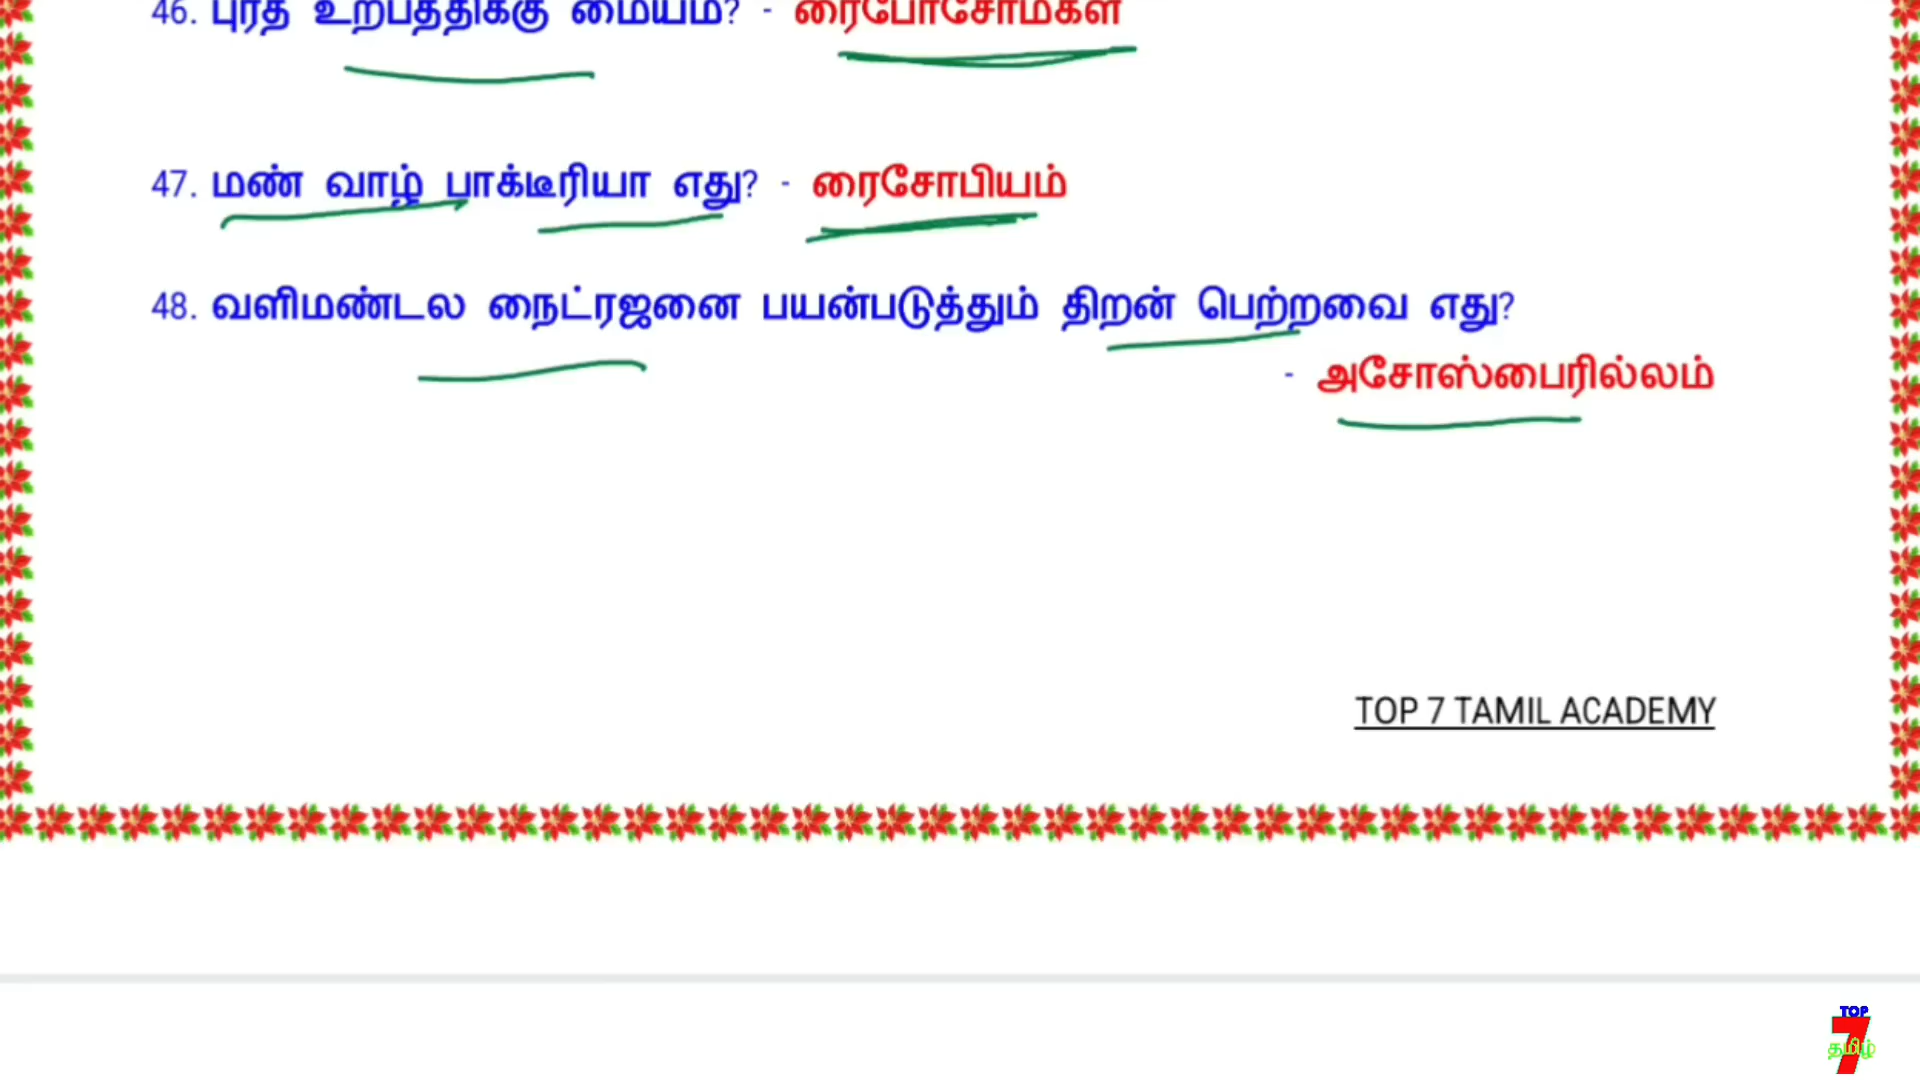 46. புரத உற்பத்திக்கு மையம்? - ரைபோசோம்கள்
47. மண் வாழ் பாக்டீரியா எது? - ரைசோபியம்
48. வளிமண்டல நைட்ரஜனை பயன்படுத்தும் திறன் பெற்றவை எது?
- அசோஸ்பைரில்லம்
TOP 7 TAMIL ACADEMY
TOP
7
தமிழ்